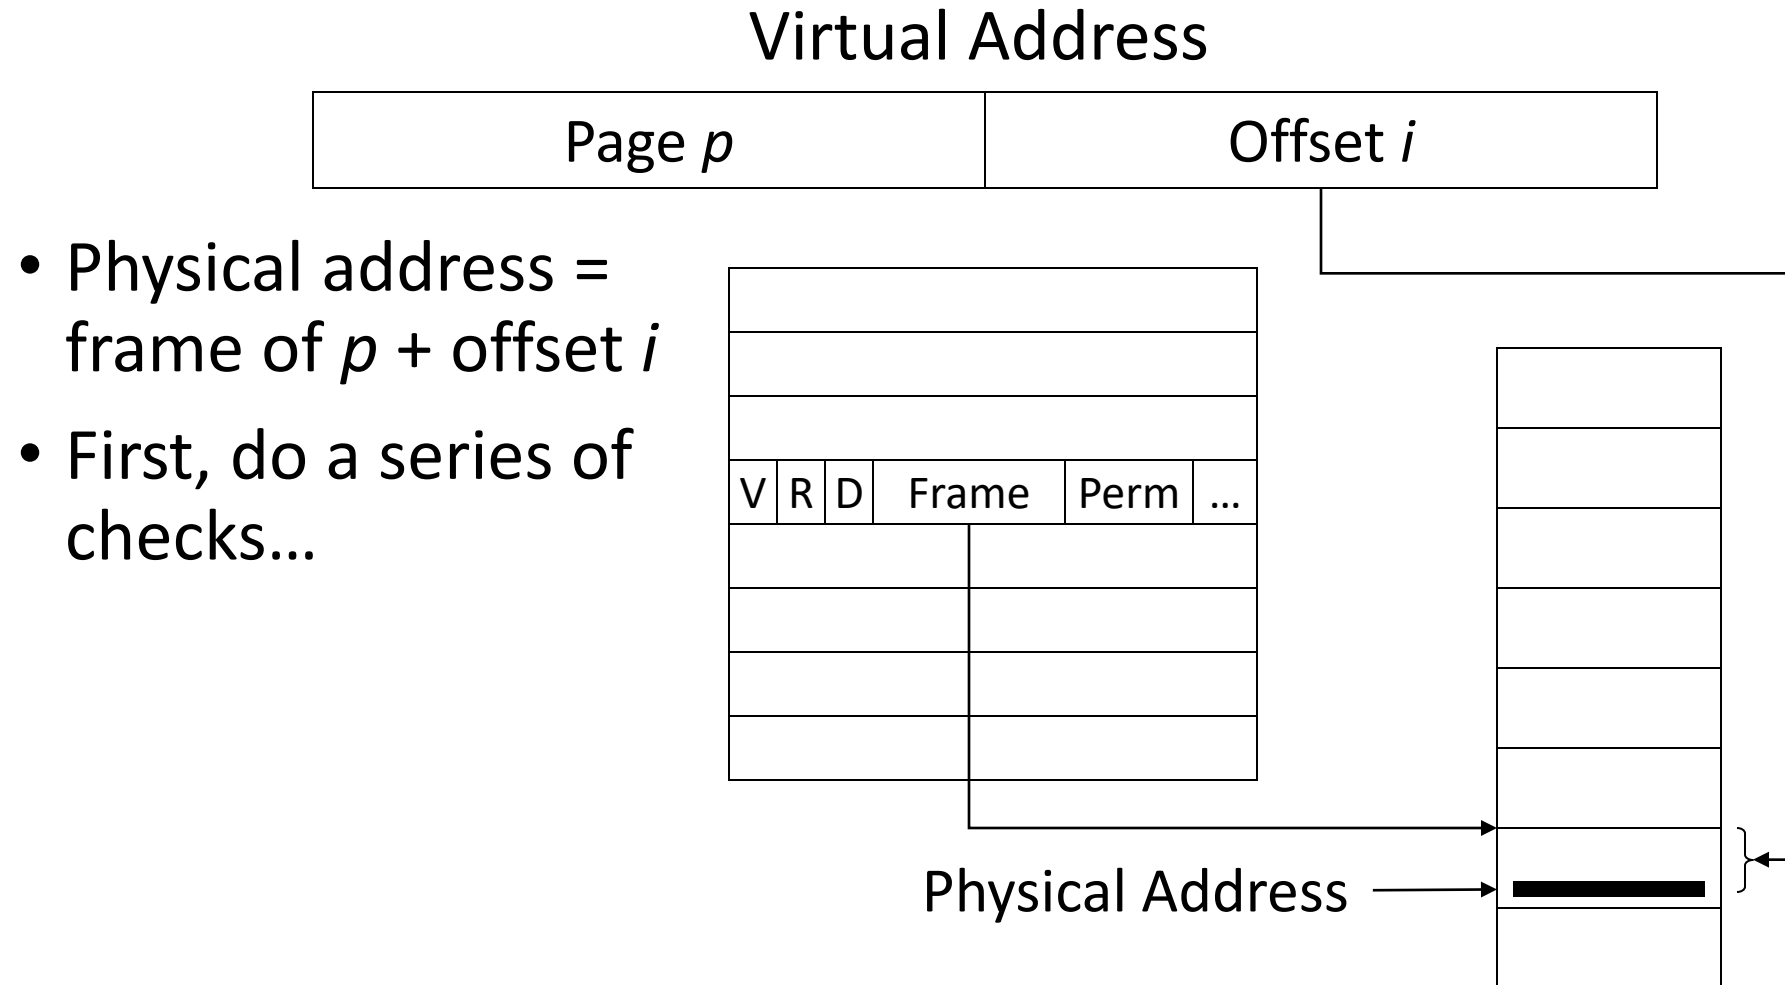 Virtual Address
Page p
Offset i
• Physical address =
frame of p + offset i
• First, do a series of
checks…
V R D Frame Perm …
Physical Address